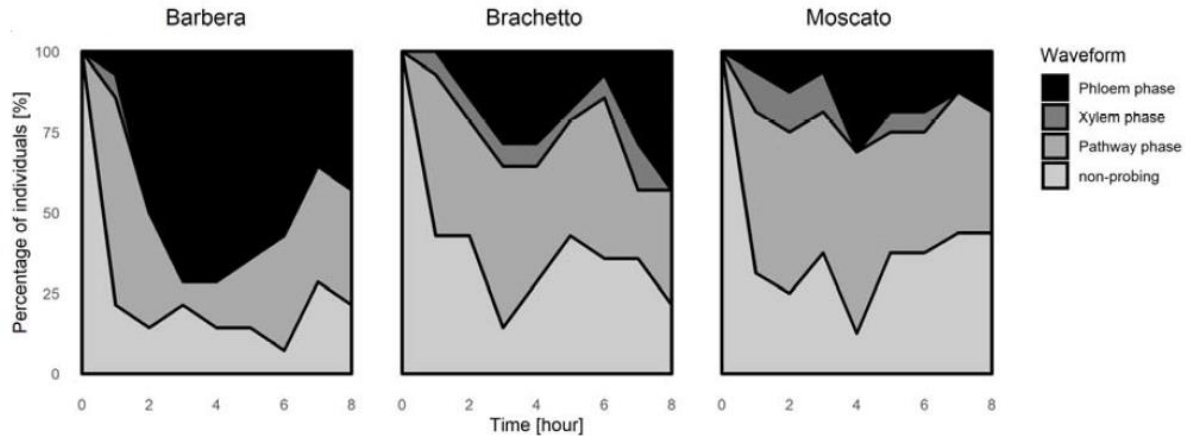 Barbera
Brachetto
Moscato
Percentage of individuals [%]
100
75
50
25
0
0 2 4 6 8
0 2 4 6 8
0 2 4 6 8
Time [hour]
Waveform
Phloem phase
Xylem phase
Pathway phase
non-probing